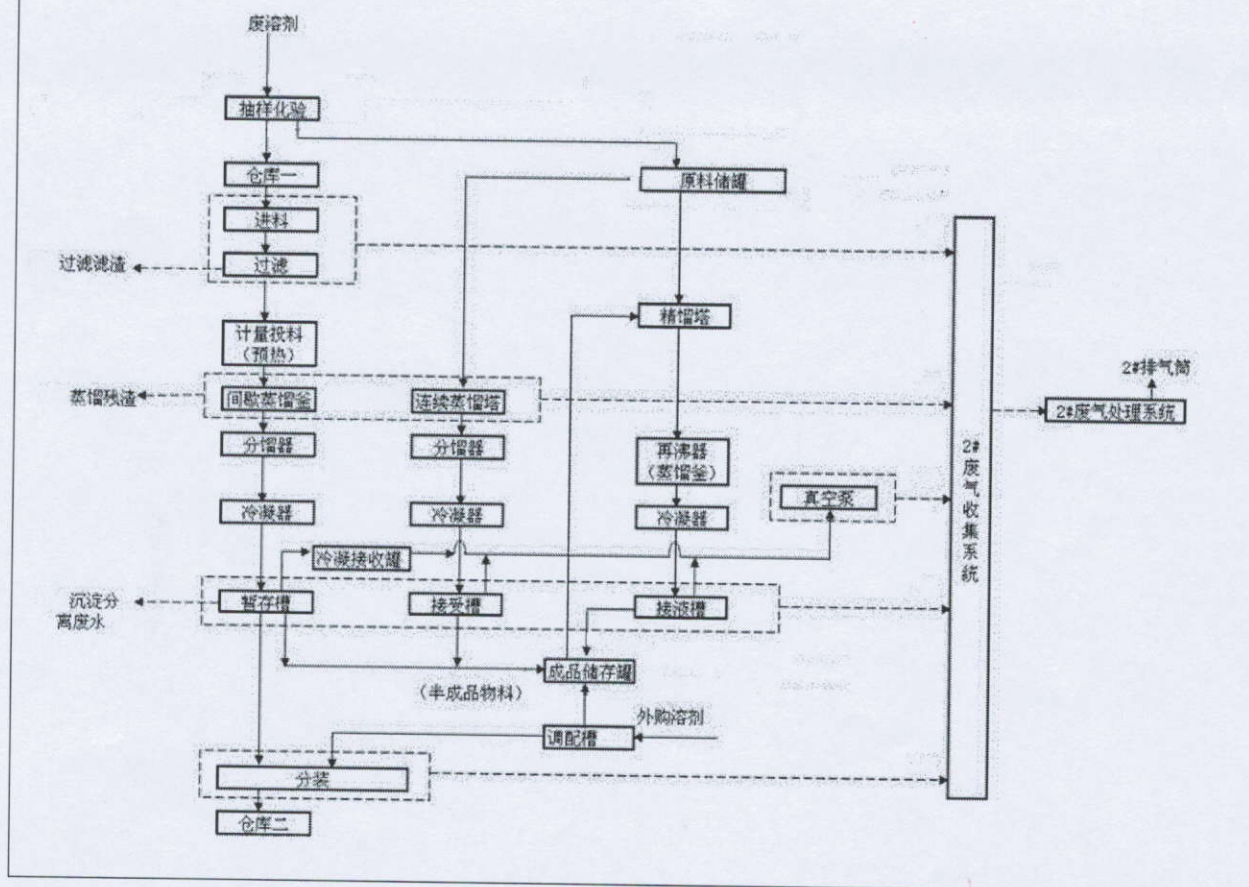 废溶剂
抽样化验
仓库一
原料储罐
进料
过滤滤渣
过滤
精馏塔
计量投料
（预热）
2#排气筒
蒸馏残渣
间歇蒸馏釜
连续蒸馏塔
2#废气处理系统
分馏器
分馏器
再沸器
（蒸馏釜）
2#废气收集系统
真空泵
冷凝器
冷凝器
冷凝器
冷凝接收罐
沉淀分
离废水
暂存槽
接受槽
接液槽
成品储存罐
（半成品物料）
外购溶剂
调配槽
分装
仓库二